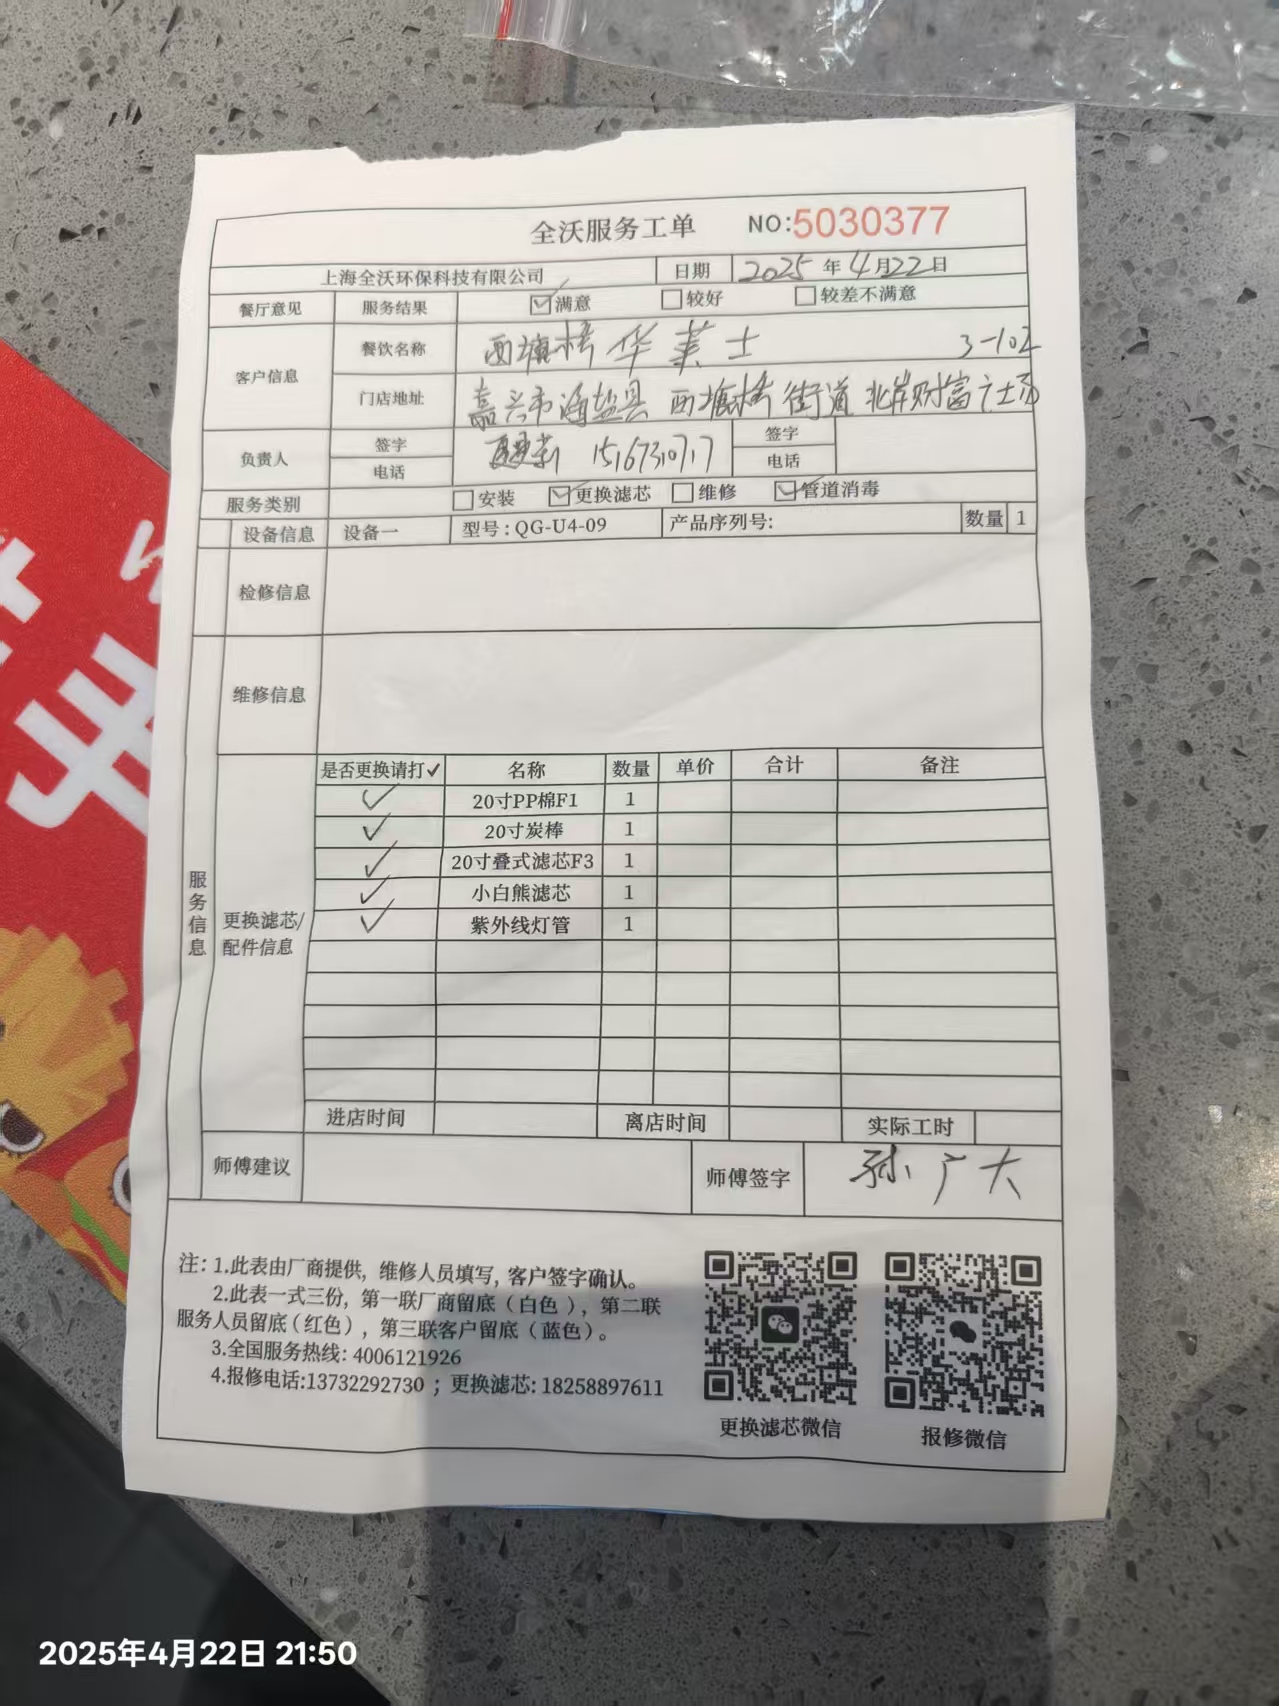 全沃服务工单 NO:5030377
上海全沃环保科技有限公司 日期 2025年4月22日
餐厅意见 服务结果 ☑满意 □较好 □较差不满意
客户信息 餐饮名称 西塘桥华莱士 3-102
门店地址 嘉兴市海盐县西塘桥街道北岸财富广场
负责人 签字 签字
电话 15167310717 电话
服务类别 □安装 ☑更换滤芯 □维修 ☑管道消毒
设备信息 设备一 型号:QG-U4-09 产品序列号: 数量 1
检修信息
维修信息
服务信息
更换滤芯/配件信息
是否更换请打✓ 名称 数量 单价 合计 备注
✓ 20寸PP棉F1 1
✓ 20寸炭棒 1
✓ 20寸叠式滤芯F3 1
✓ 小白熊滤芯 1
✓ 紫外线灯管 1
进店时间 离店时间 实际工时
师傅建议 师傅签字 孙广大
注: 1.此表由厂商提供, 维修人员填写, 客户签字确认。
2.此表一式三份, 第一联厂商留底(白色), 第二联
服务人员留底(红色), 第三联客户留底(蓝色)。
3.全国服务热线: 4006121926
4.报修电话:13732292730 ; 更换滤芯: 18258897611
更换滤芯微信 报修微信
手
2025年4月22日 21:50